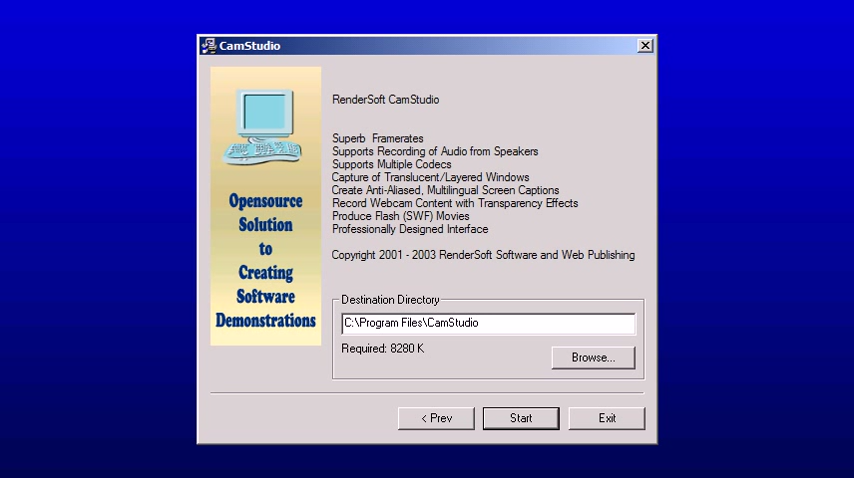 CamStudio
Opensource
Solution
to
Creating
Software
Demonstrations
RenderSoft CamStudio
Superb Framerates
Supports Recording of Audio from Speakers
Supports Multiple Codecs
Capture of Translucent/Layered Windows
Create Anti-Aliased, Multilingual Screen Captions
Record Webcam Content with Transparency Effects
Produce Flash (SWF) Movies
Professionally Designed Interface
Copyright 2001 - 2003 RenderSoft Software and Web Publishing
Destination Directory
C:\Program Files\CamStudio
Required: 8280 K
Browse...
< Prev
Start
Exit